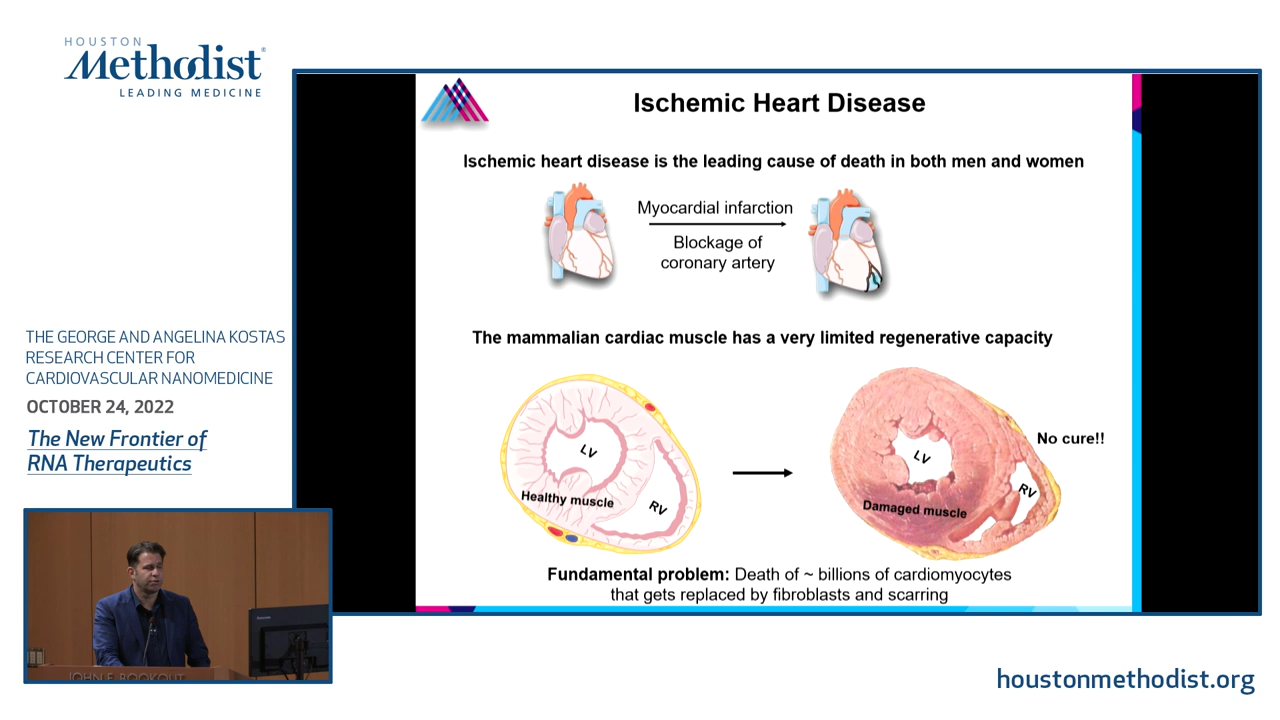 HOUSTON
Methodist®
LEADING MEDICINE
THE GEORGE AND ANGELINA KOSTAS
RESEARCH CENTER FOR
CARDIOVASCULAR NANOMEDICINE
OCTOBER 24, 2022
The New Frontier of
RNA Therapeutics
Ischemic Heart Disease
Ischemic heart disease is the leading cause of death in both men and women
Myocardial infarction
Blockage of
coronary artery
The mammalian cardiac muscle has a very limited regenerative capacity
LV
Healthy muscle
RV
LV
Damaged muscle
RV
No cure!!
Fundamental problem: Death of ~ billions of cardiomyocytes
that gets replaced by fibroblasts and scarring
JOHN F. BOOKOUT
houstonmethodist.org